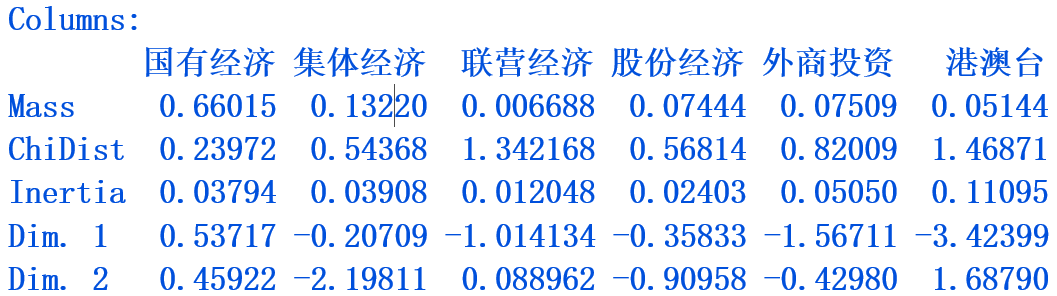 Columns:
国有经济 集体经济 联营经济 股份经济 外商投资 港澳台
Mass 0.66015 0.13220 0.006688 0.07444 0.07509 0.05144
ChiDist 0.23972 0.54368 1.342168 0.56814 0.82009 1.46871
Inertia 0.03794 0.03908 0.012048 0.02403 0.05050 0.11095
Dim. 1 0.53717 -0.20709 -1.014134 -0.35833 -1.56711 -3.42399
Dim. 2 0.45922 -2.19811 0.088962 -0.90958 -0.42980 1.68790